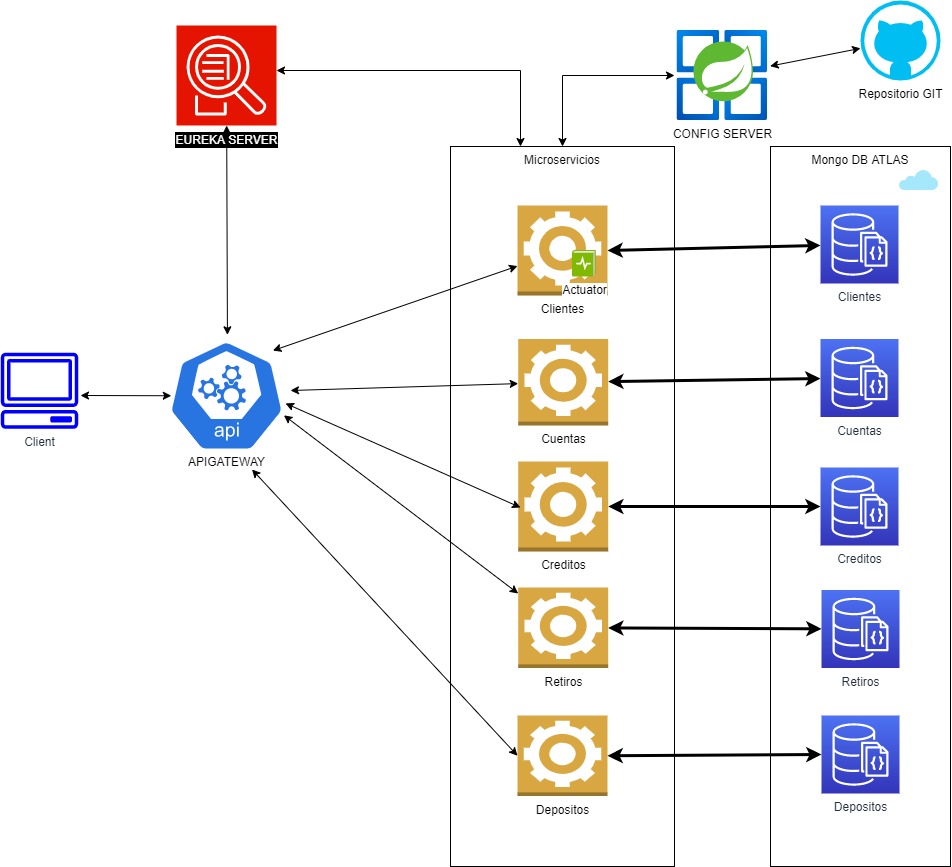 Repositorio GIT
CONFIG SERVER
EURECA SERVER
Microservicios
Mongo DB ATLAS
Actuator
Clientes
Clientes
Cuentas
Cuentas
Client
api
APIGATEWAY
Creditos
Creditos
Retiros
Retiros
Depositos
Depositos